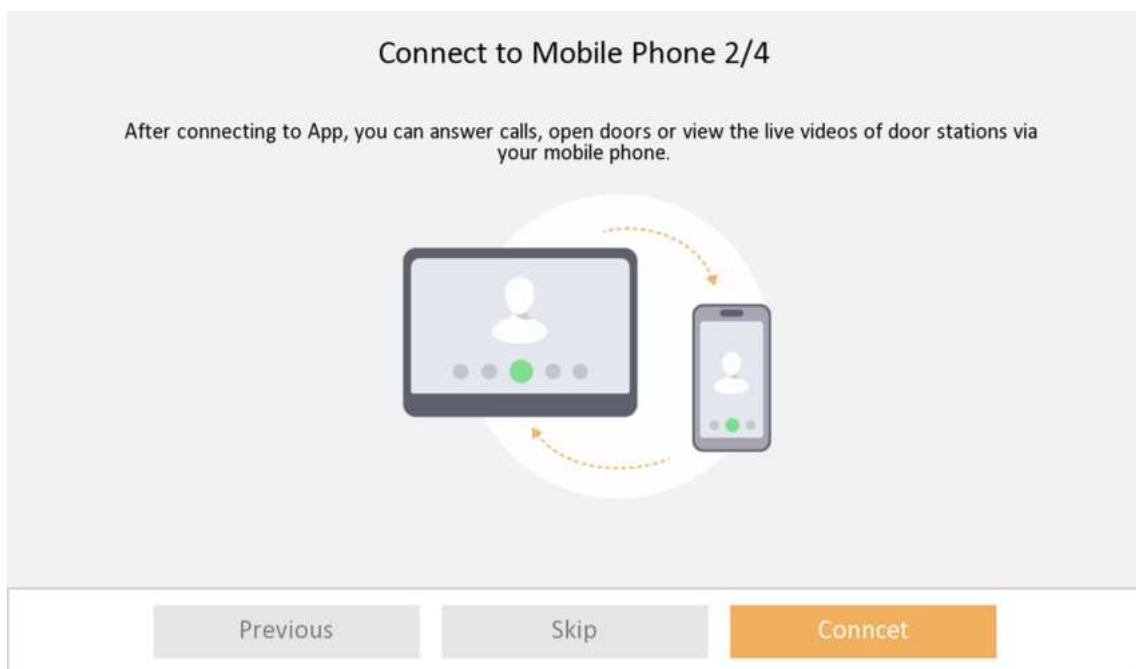 Connect to Mobile Phone 2/4
After connecting to App, you can answer calls, open doors or view the live videos of door stations via
your mobile phone.
Previous
Skip
Conncet